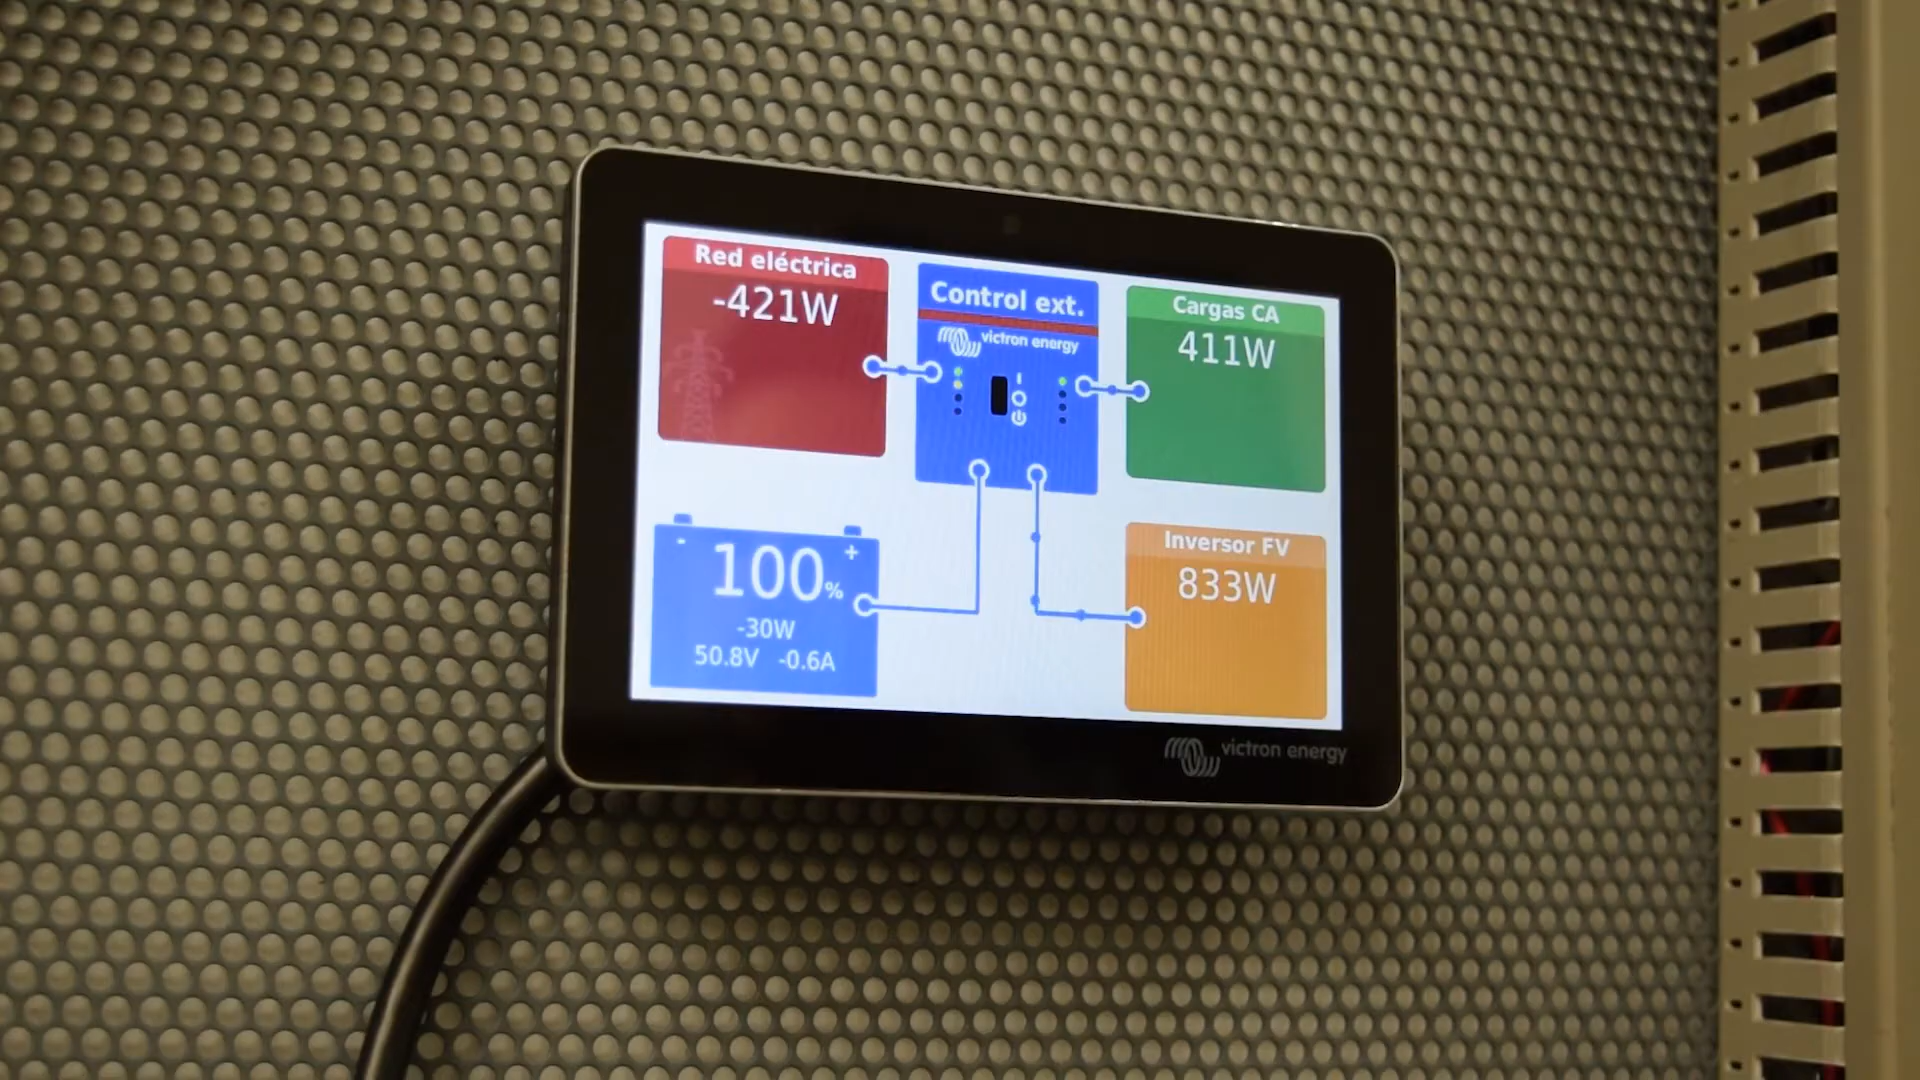 Red eléctrica
-421W
Control ext.
victron energy
Cargas CA
411W
- +
100%
-30W
50.8V -0.6A
Inversor FV
833W
victron energy